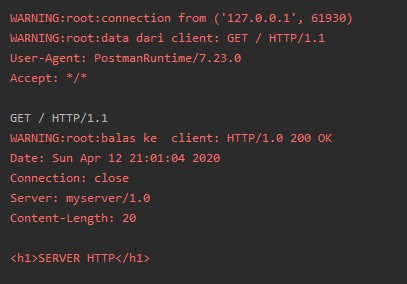 WARNING:root:connection from ('127.0.0.1', 61930)
WARNING:root:data dari client: GET / HTTP/1.1
User-Agent: PostmanRuntime/7.23.0
Accept: */*

GET / HTTP/1.1
WARNING:root:balas ke  client: HTTP/1.0 200 OK
Date: Sun Apr 12 21:01:04 2020
Connection: close
Server: myserver/1.0
Content-Length: 20

<h1>SERVER HTTP</h1>